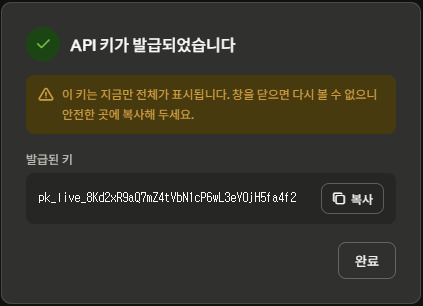 API 키가 발급되었습니다
이 키는 지금만 전체가 표시됩니다. 창을 닫으면 다시 볼 수 없으니
안전한 곳에 복사해 두세요.
발급된 키
pk_live_8Kd2xR9aQ7mZ4tVbN1cP6wL3eY0jH5fa4f2
복사
완료